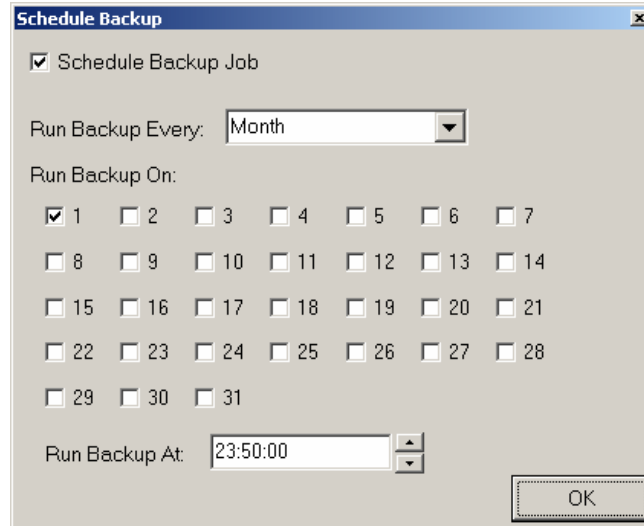 Schedule Backup
Schedule Backup Job
Run Backup Every: Month
Run Backup On:
1 2 3 4 5 6 7
8 9 10 11 12 13 14
15 16 17 18 19 20 21
22 23 24 25 26 27 28
29 30 31
Run Backup At: 23:50:00
OK